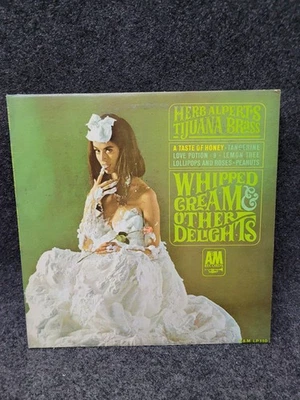 HERB ALPERT'S
TIJUANA BRASS
A TASTE OF HONEY • TANGERINE
LOVE POTION #9 • LEMON TREE
LOLLIPOPS AND ROSES • PEANUTS
WHIPPED
CREAM &
OTHER
DELIGHTS
A&M
RECORDS